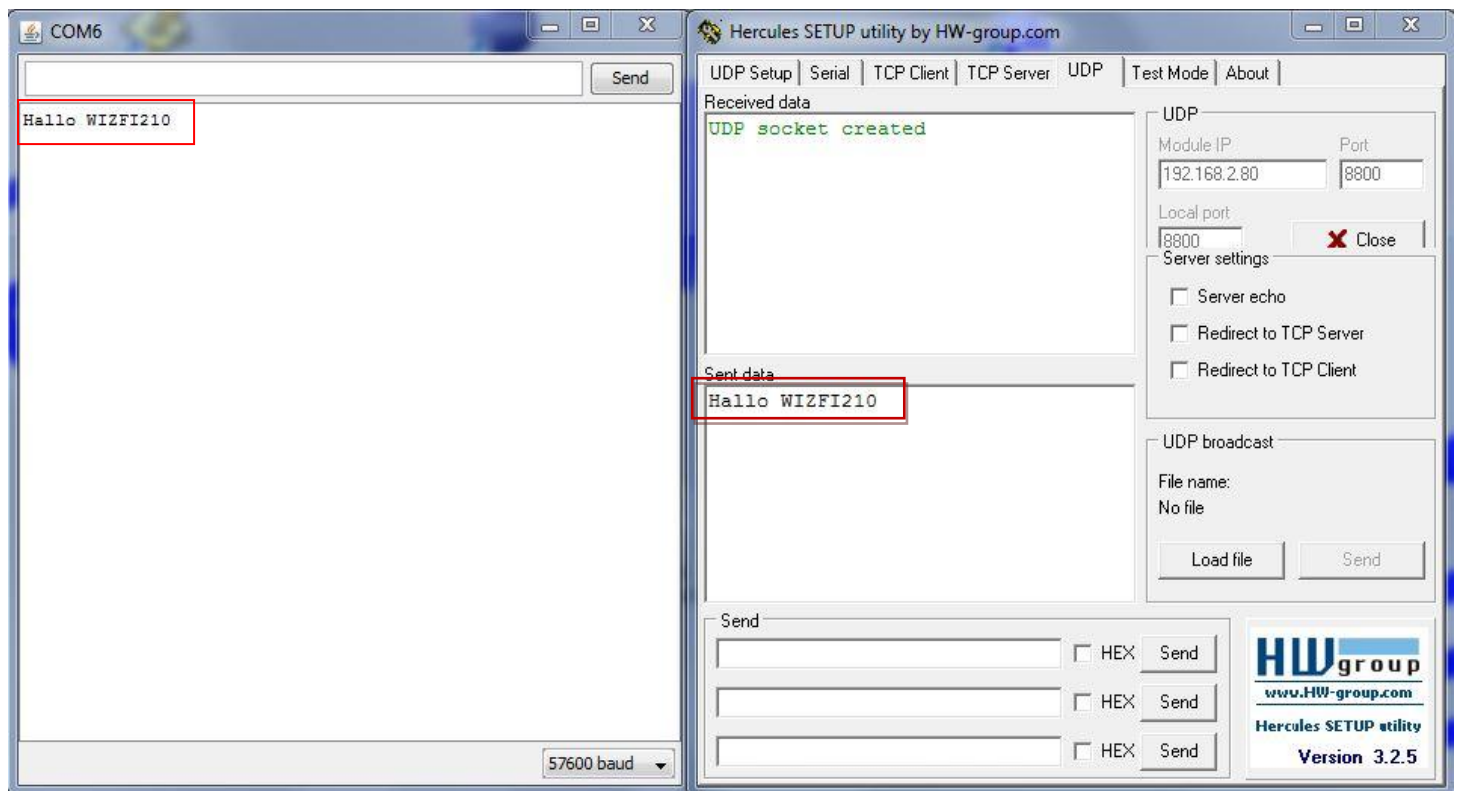 COM6
Send
Hallo WIZFI210
57600 baud
Hercules SETUP utility by HW-group.com
UDP Setup Serial TCP Client TCP Server UDP Test Mode About
Received data
UDP socket created
UDP
Module IP Port
192.168.2.80 8800
Local port
8800 Close
Server settings
Server echo
Redirect to TCP Server
Redirect to TCP Client
Sent data
Hallo WIZFI210
UDP broadcast
File name:
No file
Load file Send
Send
HEX Send
HEX Send
HEX Send
HW group
www.HW-group.com
Hercules SETUP utility
Version 3.2.5